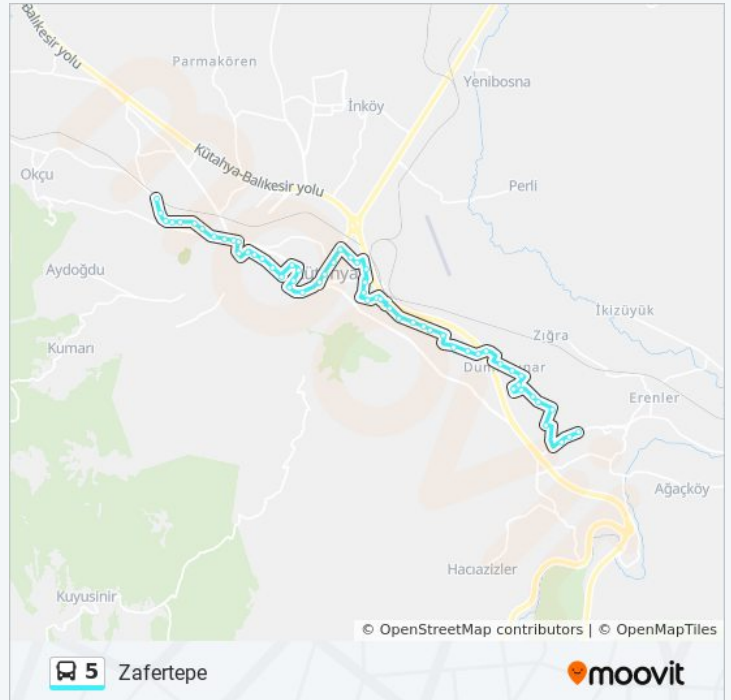 Balıkesir yolu
Parmakören
Yenibosna
İnköy
Kütahya-Balıkesir yolu
Okçu
Perli
Aydoğdu
Kütahya
İkizüyük
Kumarı
Zığra
Erenler
Ağaçköy
Hacıazizler
Kuyusinir
© OpenStreetMap contributors | © OpenMapTiles
5 Zafertepe
moovit